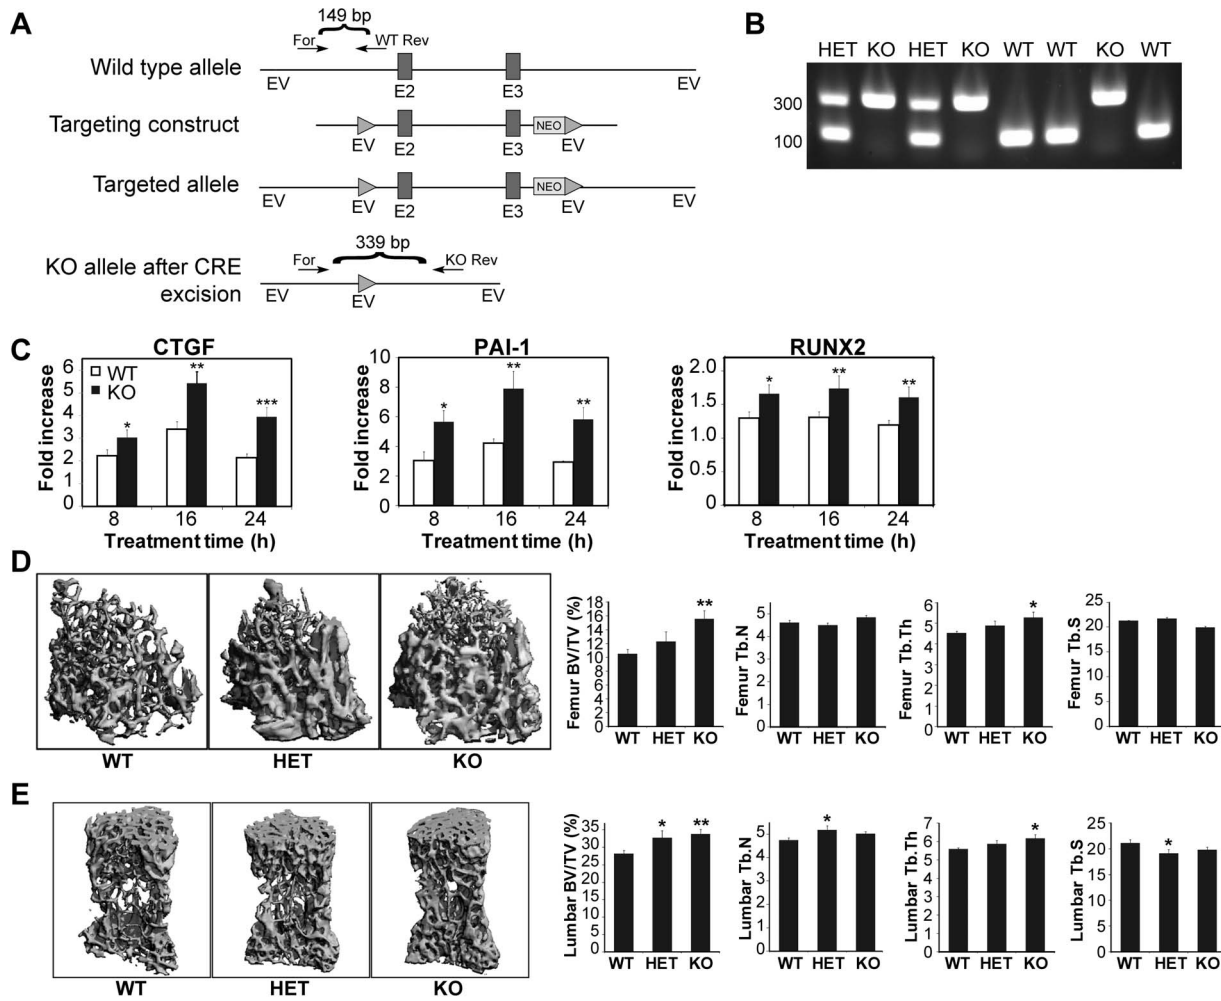 A
149 bp
For
WT Rev
Wild type allele
EV
E2
E3
EV
Targeting construct
EV
E2
E3
NEO
EV
Targeted allele
EV
EV
E2
E3
NEO
EV
EV
339 bp
For
KO Rev
KO allele after CRE
excision
EV
EV
EV
B
HET KO HET KO WT WT KO WT
300
100
C
CTGF
Fold increase
6
5
4
3
2
1
0
WT
KO
*
**
***
8 16 24
Treatment time (h)
PAI-1
Fold increase
10
8
6
4
2
0
*
**
**
8 16 24
Treatment time (h)
RUNX2
Fold increase
2.0
1.5
1.0
0.5
0
*
**
**
8 16 24
Treatment time (h)
D
WT HET KO
Femur BV/TV (%)
18
16
14
12
10
8
6
4
2
0
**
WT HET KO
Femur Tb.N
5
4
3
2
1
0
WT HET KO
Femur Tb.Th
6
5
4
3
2
1
0
*
WT HET KO
Femur Tb.S
25
20
15
10
5
0
WT HET KO
E
WT HET KO
Lumbar BV/TV (%)
35
30
25
20
15
10
5
0
* **
WT HET KO
Lumbar Tb.N
5
4
3
2
1
0
*
WT HET KO
Lumbar Tb.Th
7
6
5
4
3
2
1
0
*
WT HET KO
Lumbar Tb.S
25
20
15
10
5
0
*
WT HET KO